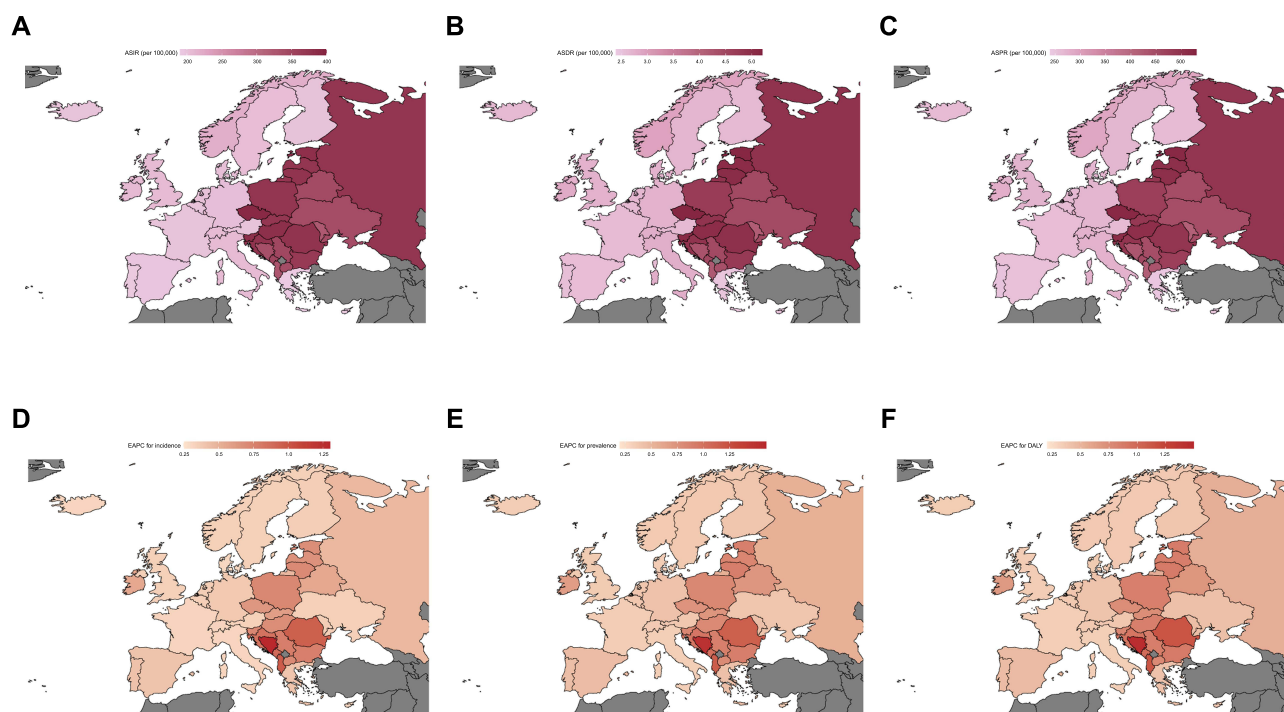 A
B
C
ASIR (per 100,000)
200 250 300 350 400
ASDR (per 100,000)
2.5 3.0 3.5 4.0 4.5 5.0
ASPR (per 100,000)
250 300 350 400 450 500
D
E
F
EAPC for incidence
0.25 0.5 0.75 1.0 1.25
EAPC for prevalence
0.25 0.5 0.75 1.0 1.25
EAPC for DALY
0.25 0.5 0.75 1.0 1.25